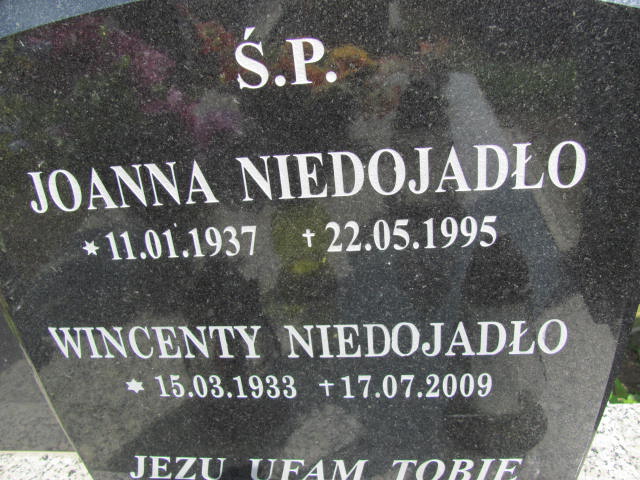 Ś.P.
JOANNA NIEDOJADŁO
* 11.01.1937 † 22.05.1995
WINCENTY NIEDOJADŁO
* 15.03.1933 † 17.07.2009
JEZU UFAM TOBIE